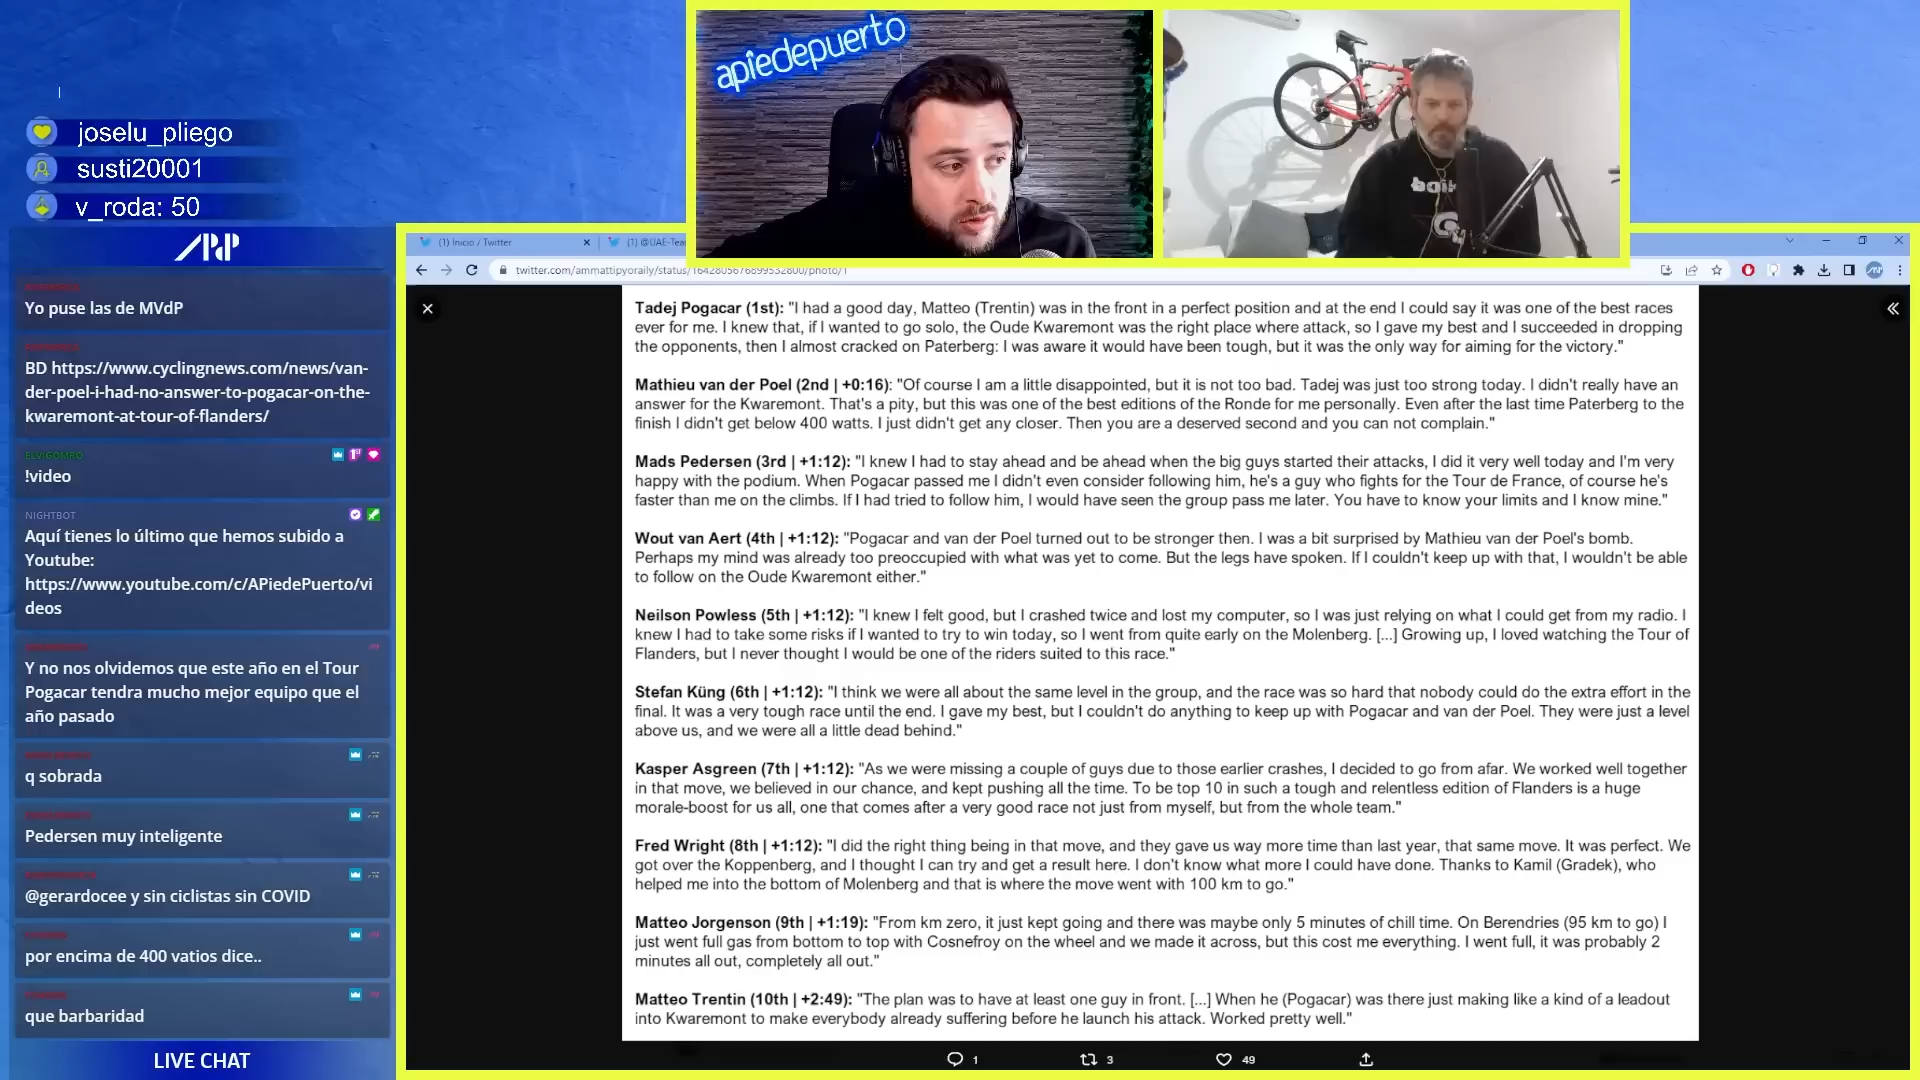 apiedepuerto
joselu_pliego
susti20001
v_roda: 50
APdP
Yo puse las de MVdP
BD https://www.cyclingnews.com/news/van-
der-poel-i-had-no-answer-to-pogacar-on-the-
kwaremont-at-tour-of-flanders/
ELVIGOMRO
!video
NIGHTBOT
Aquí tienes lo último que hemos subido a
Youtube:
https://www.youtube.com/c/APiedePuerto/vi
deos
Y no nos olvidemos que este año en el Tour
Pogacar tendra mucho mejor equipo que el
año pasado
q sobrada
Pedersen muy inteligente
@gerardocee y sin ciclistas sin COVID
por encima de 400 vatios dice..
que barbaridad
LIVE CHAT
(1) Inicio / Twitter
(1) @UAE-Tea
twitter.com/ammattipyoraily/status/1642805676899532800/photo/1
Tadej Pogacar (1st): "I had a good day, Matteo (Trentin) was in the front in a perfect position and at the end I could say it was one of the best races
ever for me. I knew that, if I wanted to go solo, the Oude Kwaremont was the right place where attack, so I gave my best and I succeeded in dropping
the opponents, then I almost cracked on Paterberg: I was aware it would have been tough, but it was the only way for aiming for the victory."
Mathieu van der Poel (2nd | +0:16): "Of course I am a little disappointed, but it is not too bad. Tadej was just too strong today. I didn't really have an
answer for the Kwaremont. That's a pity, but this was one of the best editions of the Ronde for me personally. Even after the last time Paterberg to the
finish I didn't get below 400 watts. I just didn't get any closer. Then you are a deserved second and you can not complain."
Mads Pedersen (3rd | +1:12): "I knew I had to stay ahead and be ahead when the big guys started their attacks, I did it very well today and I'm very
happy with the podium. When Pogacar passed me I didn't even consider following him, he's a guy who fights for the Tour de France, of course he's
faster than me on the climbs. If I had tried to follow him, I would have seen the group pass me later. You have to know your limits and I know mine."
Wout van Aert (4th | +1:12): "Pogacar and van der Poel turned out to be stronger then. I was a bit surprised by Mathieu van der Poel's bomb.
Perhaps my mind was already too preoccupied with what was yet to come. But the legs have spoken. If I couldn't keep up with that, I wouldn't be able
to follow on the Oude Kwaremont either."
Neilson Powless (5th | +1:12): "I knew I felt good, but I crashed twice and lost my computer, so I was just relying on what I could get from my radio. I
knew I had to take some risks if I wanted to try to win today, so I went from quite early on the Molenberg. [...] Growing up, I loved watching the Tour of
Flanders, but I never thought I would be one of the riders suited to this race."
Stefan Küng (6th | +1:12): "I think we were all about the same level in the group, and the race was so hard that nobody could do the extra effort in the
final. It was a very tough race until the end. I gave my best, but I couldn't do anything to keep up with Pogacar and van der Poel. They were just a level
above us, and we were all a little dead behind."
Kasper Asgreen (7th | +1:12): "As we were missing a couple of guys due to those earlier crashes, I decided to go from afar. We worked well together
in that move, we believed in our chance, and kept pushing all the time. To be top 10 in such a tough and relentless edition of Flanders is a huge
morale-boost for us all, one that comes after a very good race not just from myself, but from the whole team."
Fred Wright (8th | +1:12): "I did the right thing being in that move, and they gave us way more time than last year, that same move. It was perfect. We
got over the Koppenberg, and I thought I can try and get a result here. I don't know what more I could have done. Thanks to Kamil (Gradek), who
helped me into the bottom of Molenberg and that is where the move went with 100 km to go."
Matteo Jorgenson (9th | +1:19): "From km zero, it just kept going and there was maybe only 5 minutes of chill time. On Berendries (95 km to go) I
just went full gas from bottom to top with Cosnefroy on the wheel and we made it across, but this cost me everything. I went full, it was probably 2
minutes all out, completely all out."
Matteo Trentin (10th | +2:49): "The plan was to have at least one guy in front. [...] When he (Pogacar) was there just making like a kind of a leadout
into Kwaremont to make everybody already suffering before he launch his attack. Worked pretty well."
1
3
49